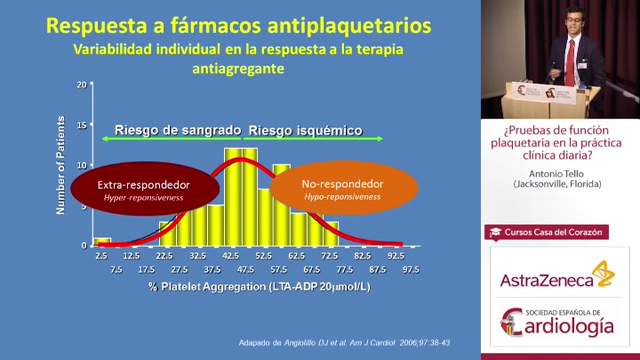 Respuesta a fármacos antiplaquetarios
Variabilidad individual en la respuesta a la terapia
antiagregante
20
15
10
5
0
Number of Patients
Riesgo de sangrado
Riesgo isquémico
Extra-respondedor
Hyper-reponsiveness
No-respondedor
Hypo-reponsiveness
2.5 12.5 22.5 32.5 42.5 52.5 62.5 72.5 82.5 92.5
7.5 17.5 27.5 37.5 47.5 57.5 67.5 77.5 87.5 97.5
% Platelet Aggregation (LTA-ADP 20µmol/L)
Adapado de Angiolillo DJ et al. Am J Cardiol 2006;97:38-43.
¿Pruebas de función
plaquetaria en la práctica
clínica diaria?
Antonio Tello
(Jacksonville, Florida)
Cursos Casa del Corazón
AstraZeneca
SOCIEDAD ESPAÑOLA DE
Cardiología